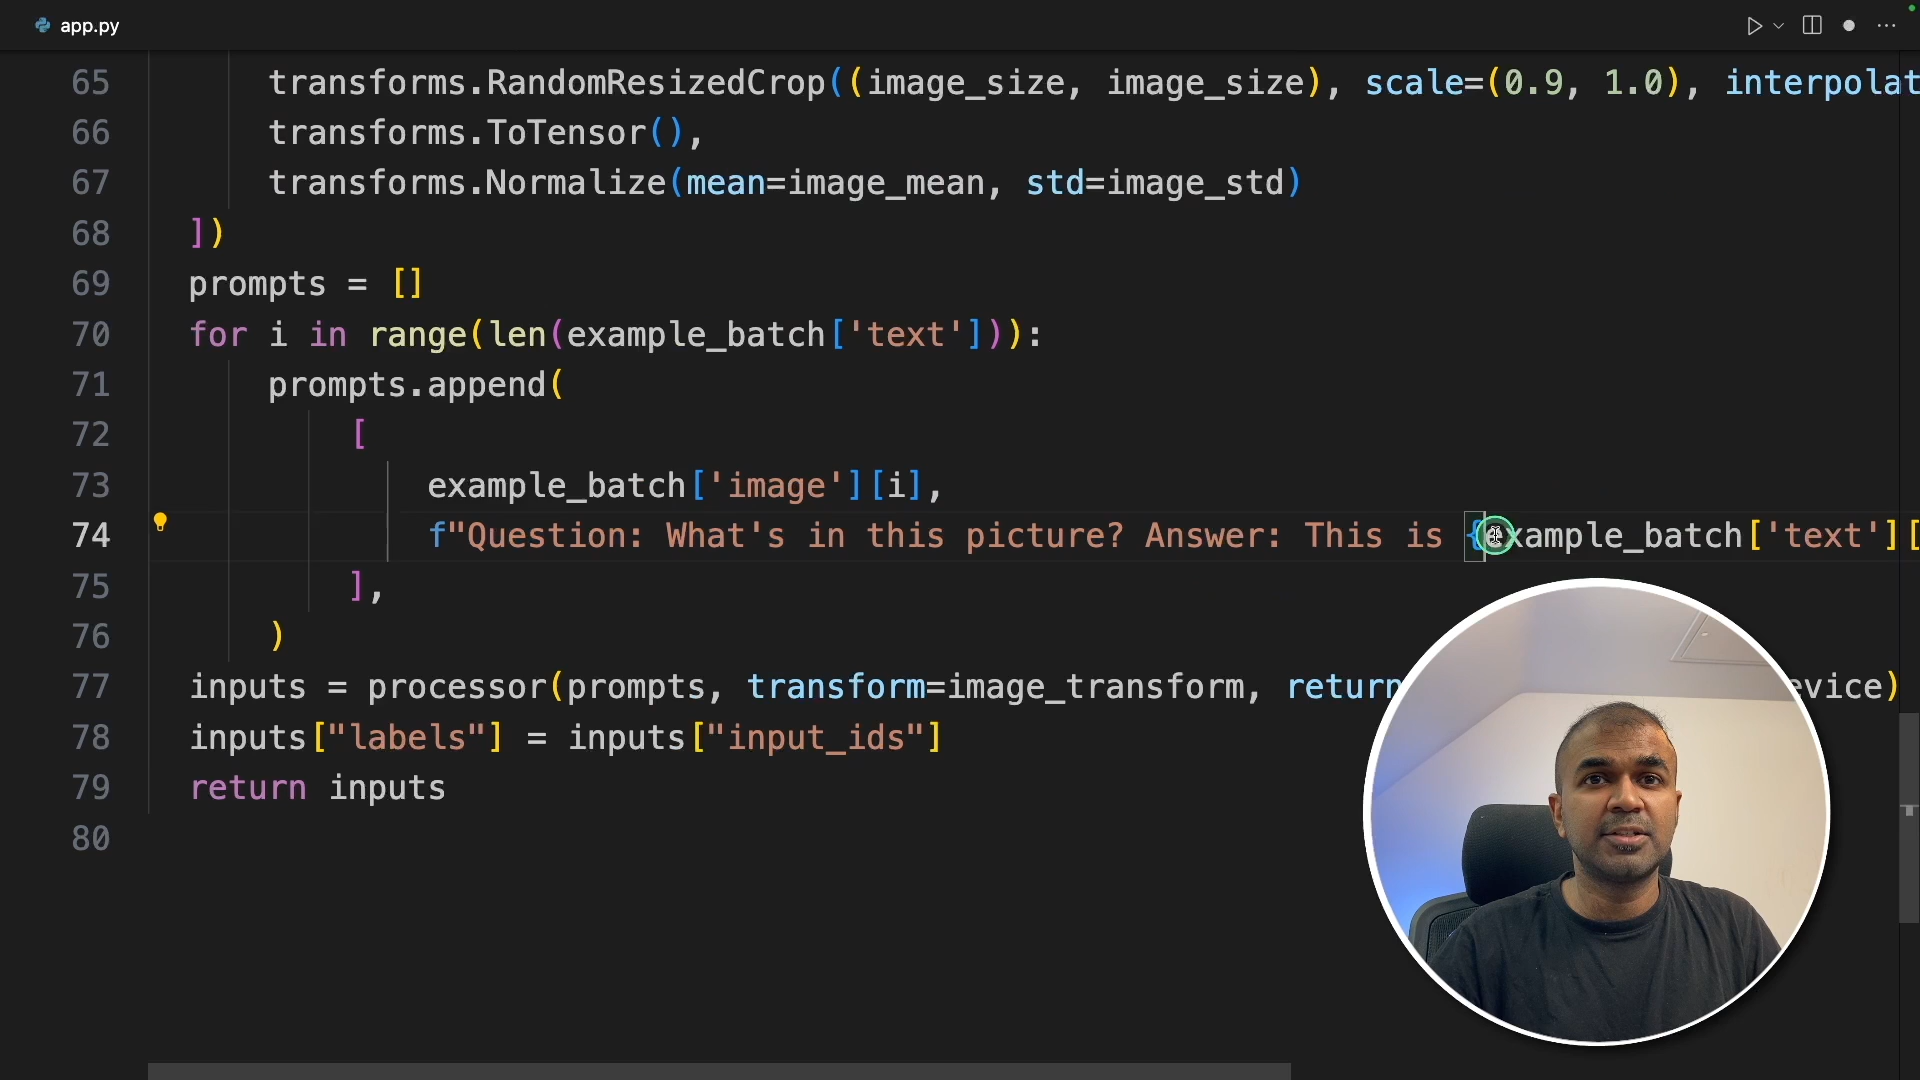 app.py
65 transforms.RandomResizedCrop((image_size, image_size), scale=(0.9, 1.0), interpolat
66 transforms.ToTensor(),
67 transforms.Normalize(mean=image_mean, std=image_std)
68 ])
69 prompts = []
70 for i in range(len(example_batch['text'])):
71 prompts.append(
72 [
73 example_batch['image'][i],
74 f"Question: What's in this picture? Answer: This is {example_batch['text'][
75 ],
76 )
77 inputs = processor(prompts, transform=image_transform, return evice)
78 inputs["labels"] = inputs["input_ids"]
79 return inputs
80